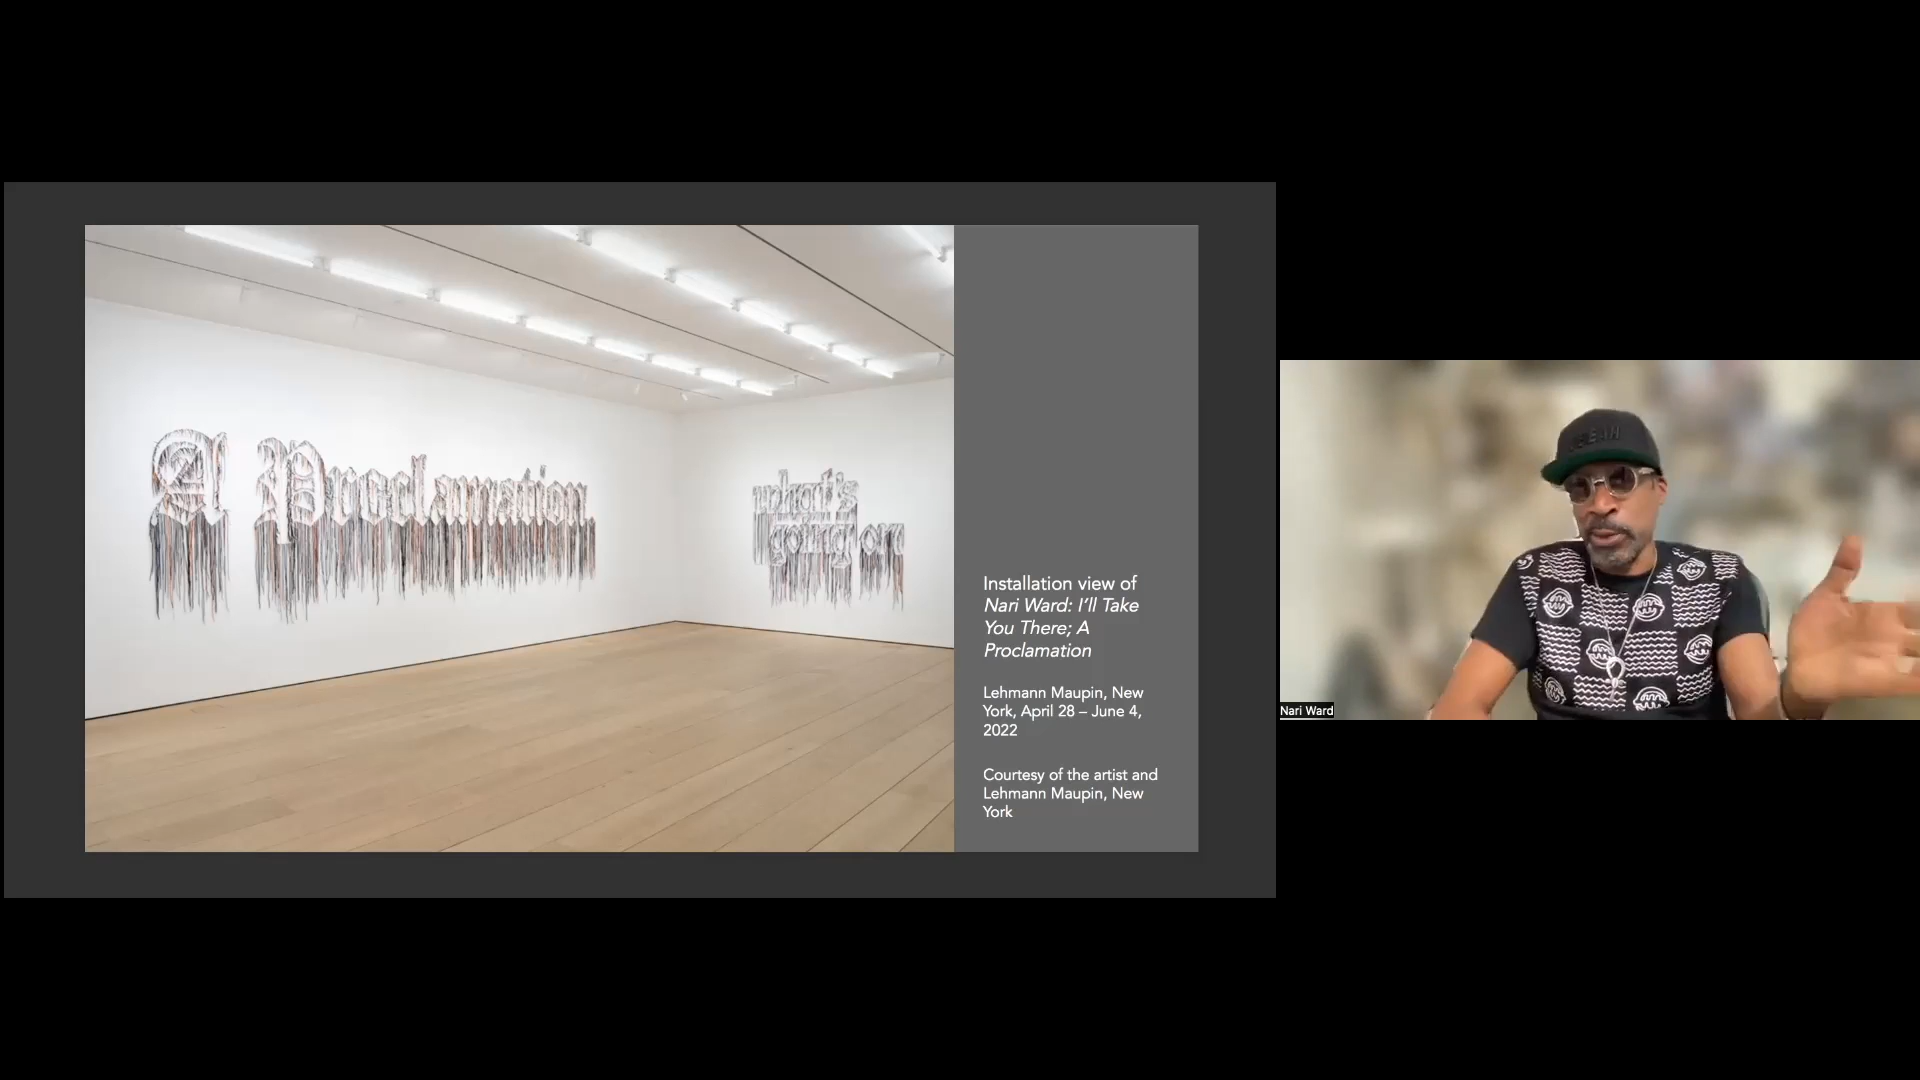 A Proclamation.
what's
going on
Installation view of
Nari Ward: I'll Take
You There; A
Proclamation
Lehmann Maupin, New
York, April 28 – June 4,
2022
Courtesy of the artist and
Lehmann Maupin, New
York
Nari Ward